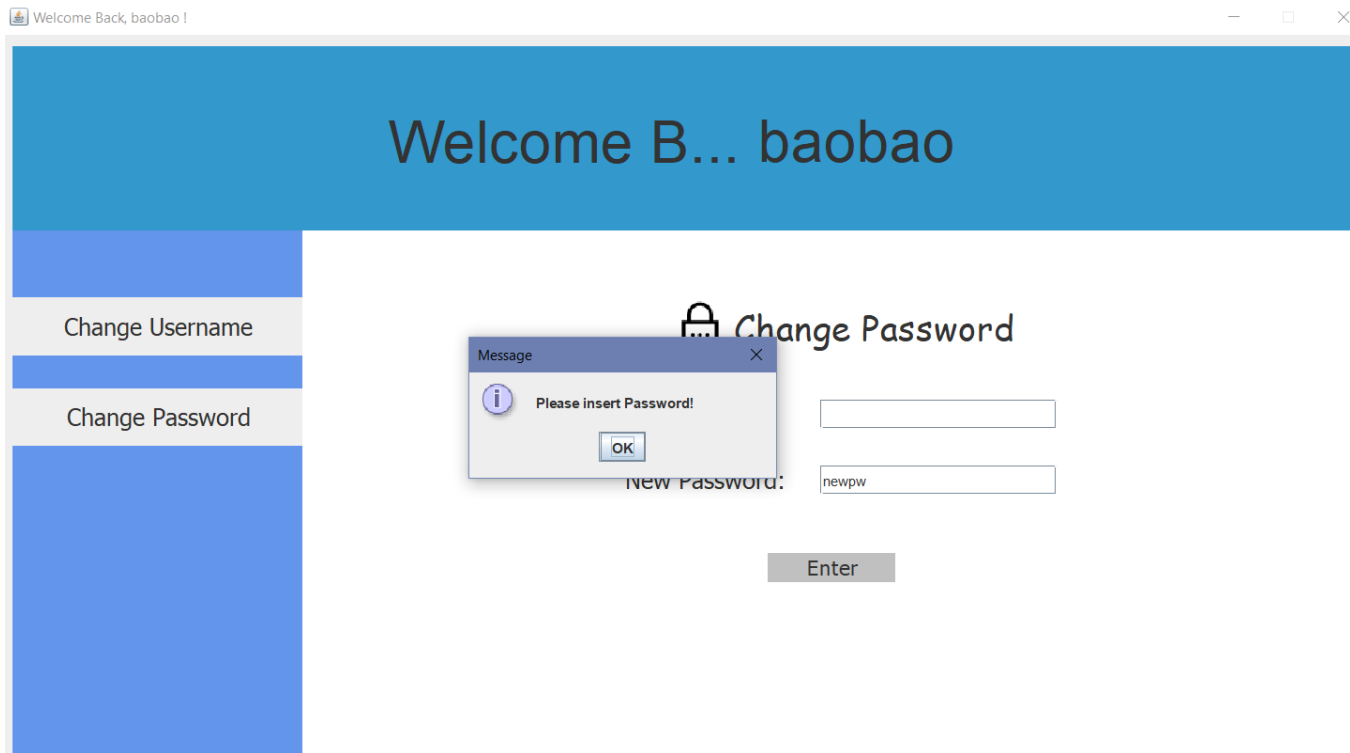 Welcome Back, baobao !
Welcome B... baobao
Change Username
Change Password
Change Password
Message
Please insert Password!
OK
New Password:
newpw
Enter